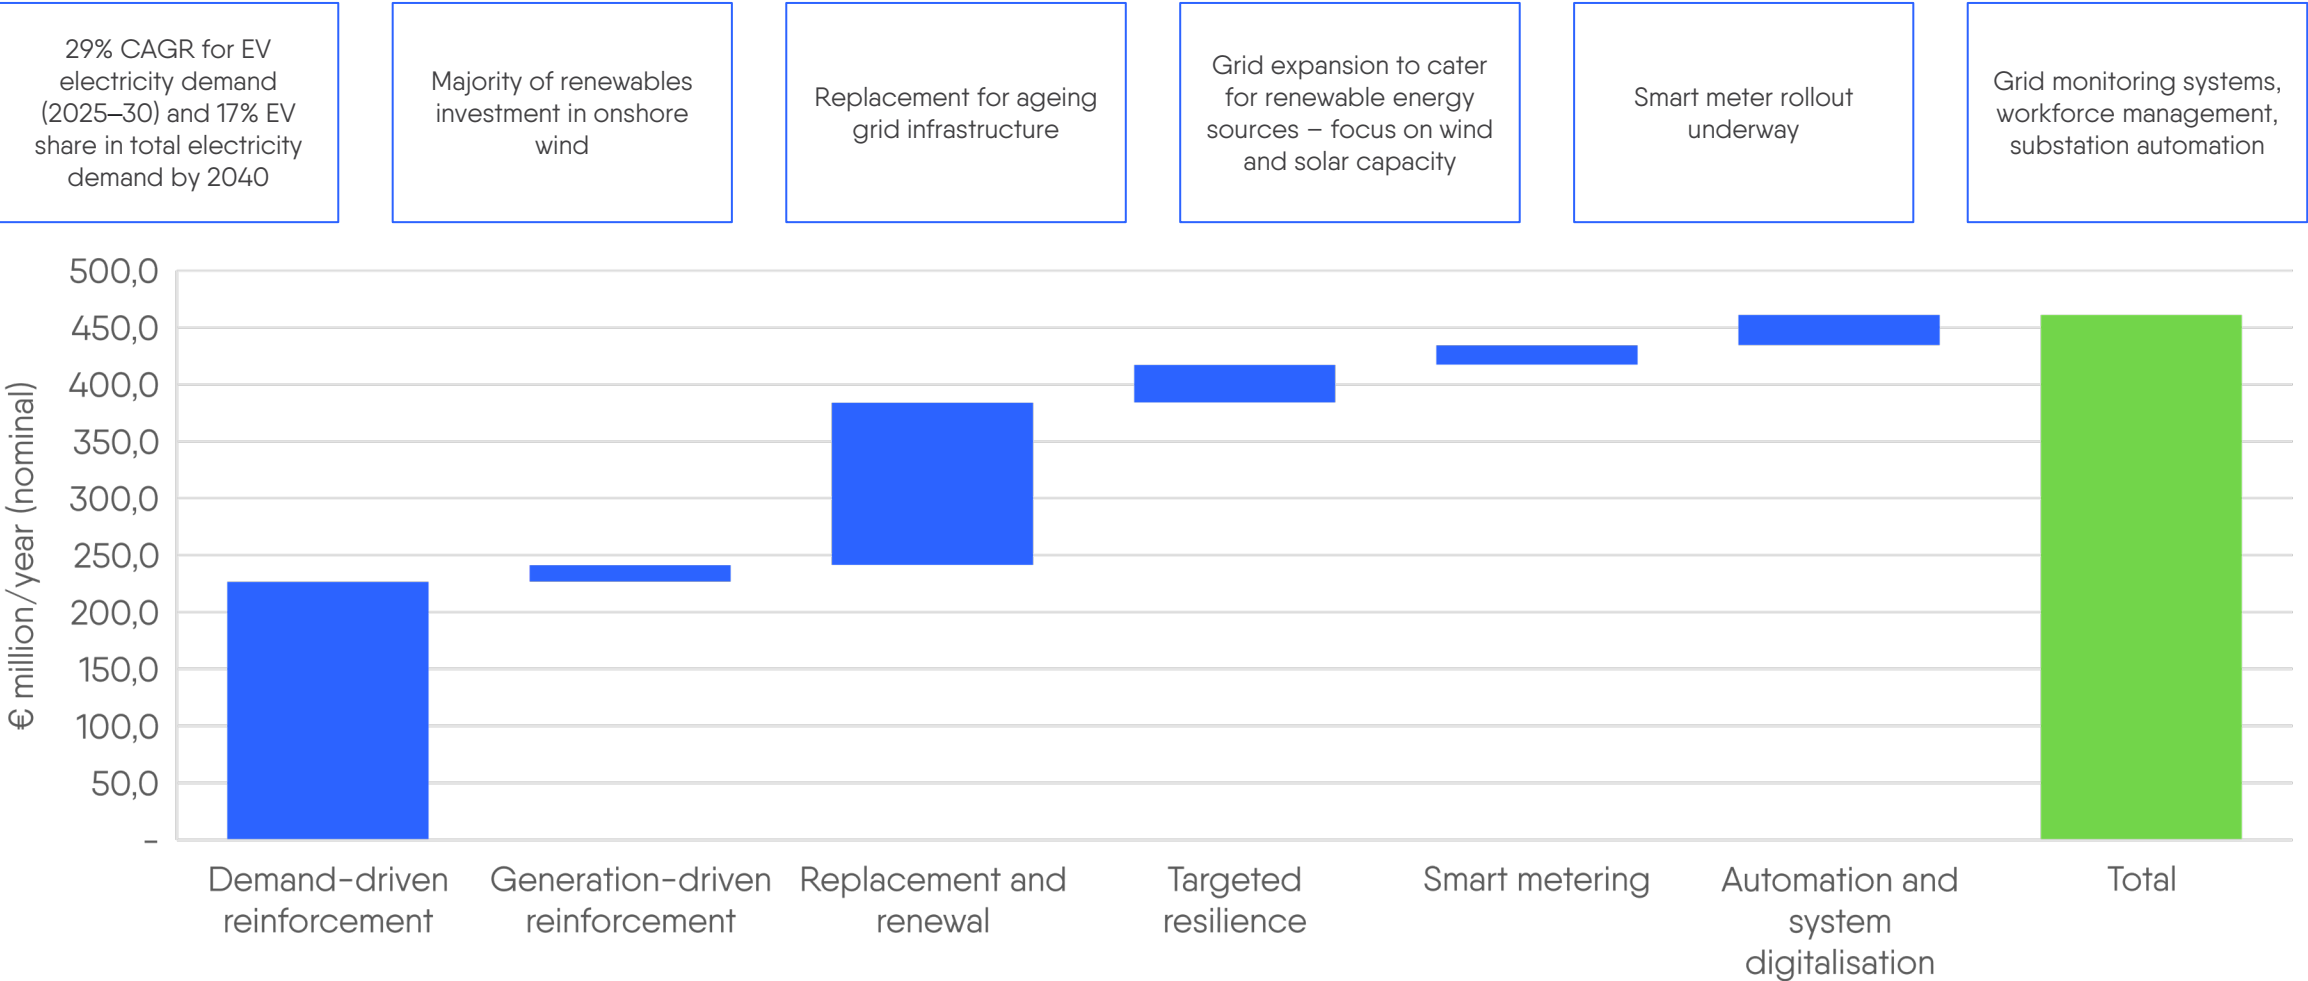 29% CAGR for EV
electricity demand
(2025–30) and 17% EV
share in total electricity
demand by 2040
Majority of renewables
investment in onshore
wind
Replacement for ageing
grid infrastructure
Grid expansion to cater
for renewable energy
sources – focus on wind
and solar capacity
Smart meter rollout
underway
Grid monitoring systems,
workforce management,
substation automation
€ million/year (nominal)
500,0
450,0
400,0
350,0
300,0
250,0
200,0
150,0
100,0
50,0
–
Demand-driven
reinforcement
Generation-driven
reinforcement
Replacement and
renewal
Targeted
resilience
Smart metering
Automation and
system
digitalisation
Total